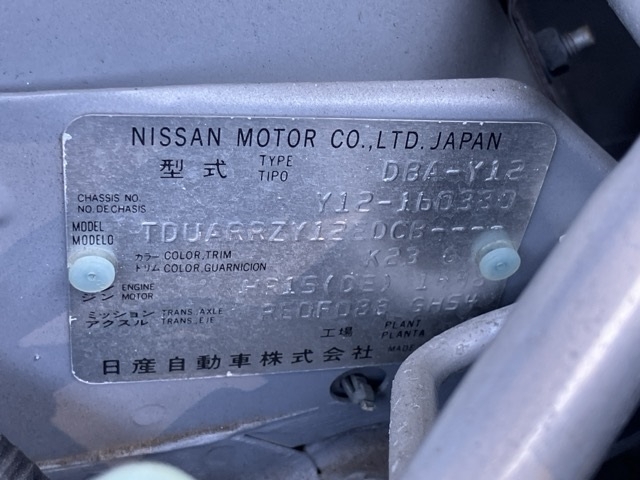 NISSAN MOTOR CO.,LTD. JAPAN
型式 TYPE TIPO DBA-Y12
CHASSIS NO. NO. DECHASIS Y12-160330
MODEL MODELO TDUARRZY12EDCB----
カラー COLOR,TRIM トリム COLOR.GUARNICION K23 G
ジン ENGINE MOTOR HR15(DE)
ミッション アクスル TRANS. AXLE TRANS. EJE RE0F08B GH54
工場 PLANT PLANTA
日産自動車株式会社 MADE